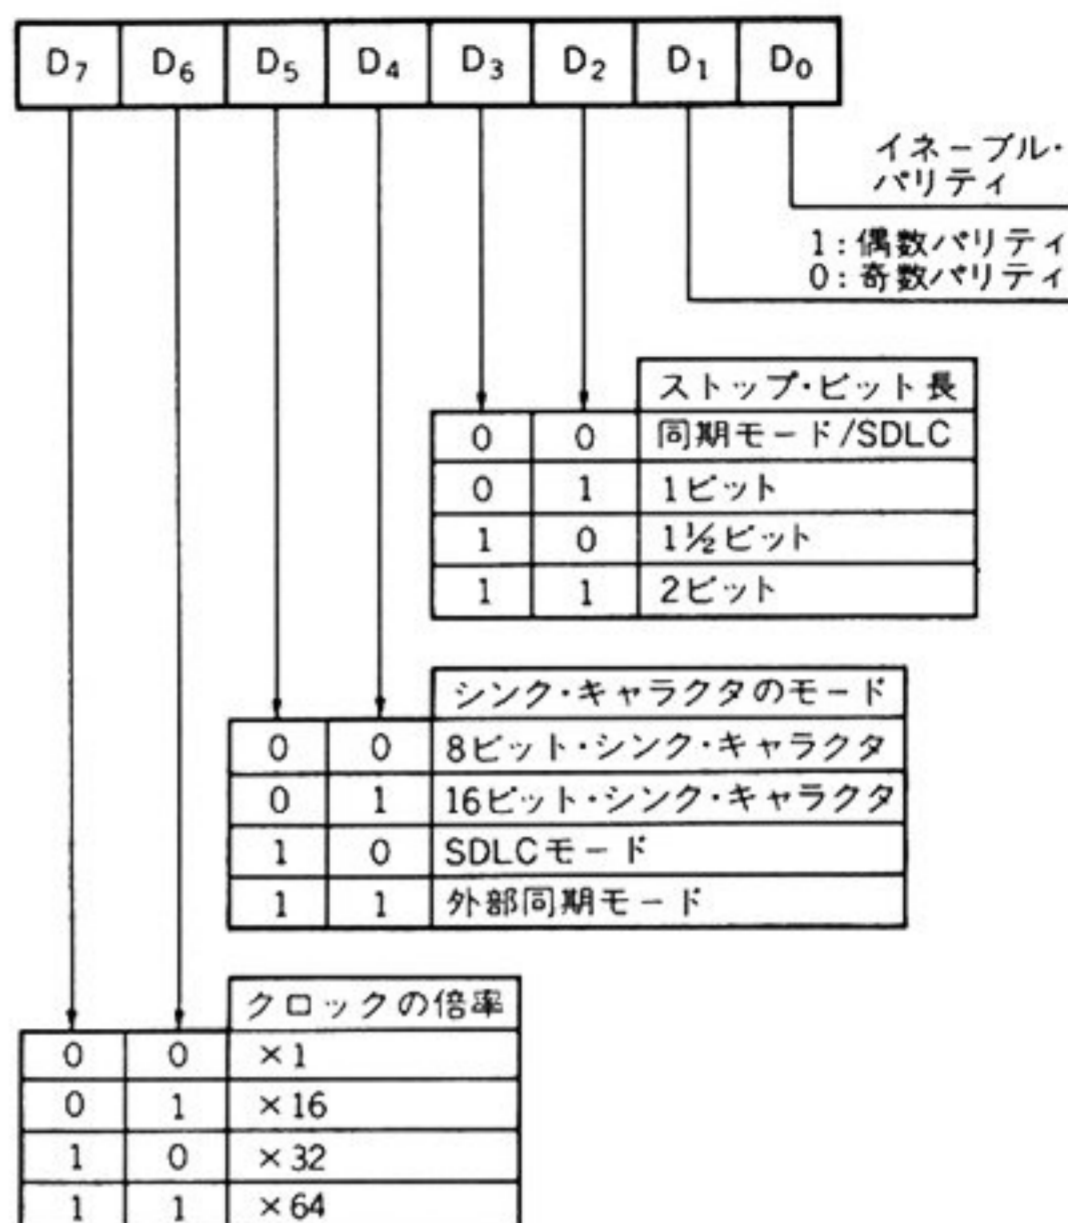 D₇ D₆ D₅ D₄ D₃ D₂ D₁ D₀
イネーブル・
パリティ
1:偶数パリティ
0:奇数パリティ
ストップ・ビット長
0 0 同期モード/SDLC
0 1 1ビット
1 0 1½ビット
1 1 2ビット
シンク・キャラクタのモード
0 0 8ビット・シンク・キャラクタ
0 1 16ビット・シンク・キャラクタ
1 0 SDLCモード
1 1 外部同期モード
クロックの倍率
0 0 ×1
0 1 ×16
1 0 ×32
1 1 ×64